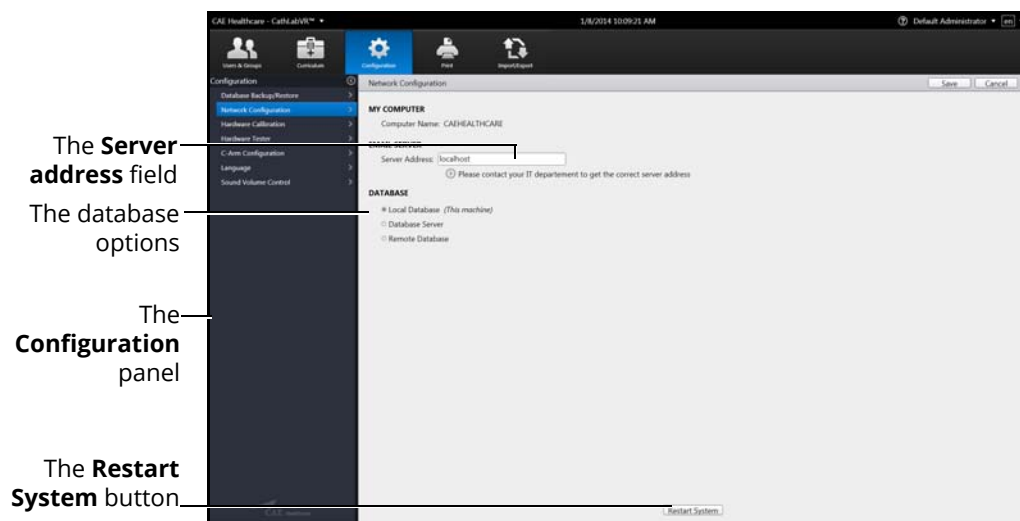 CAE Healthcare - CathLabVR™
1/8/2014 10:09:21 AM
Default Administrator
en
Users & Groups
Curriculum
Configuration
Print
Import/Export
Configuration
Database Backup/Restore
Network Configuration
Hardware Calibration
Hardware Tester
C-Arm Configuration
Language
Sound Volume Control
Network Configuration
Save
Cancel
MY COMPUTER
Computer Name: CAEHEALTHCARE
EMAIL SERVER
Server Address: localhost
Please contact your IT departement to get the correct server address
DATABASE
Local Database (This machine)
Database Server
Remote Database
Restart System
CAE Healthcare
The Server
address field
The database
options
The
Configuration
panel
The Restart
System button